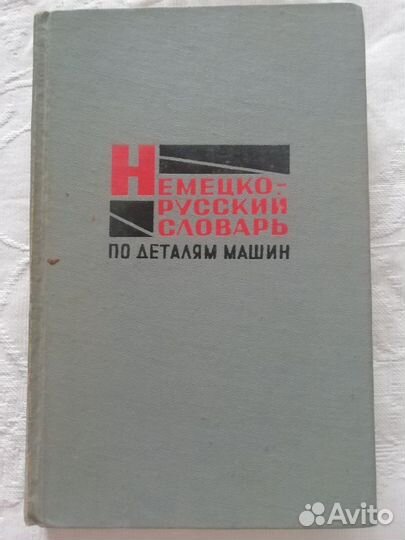 Немецко-
русский
словарь
по деталям машин
Avito